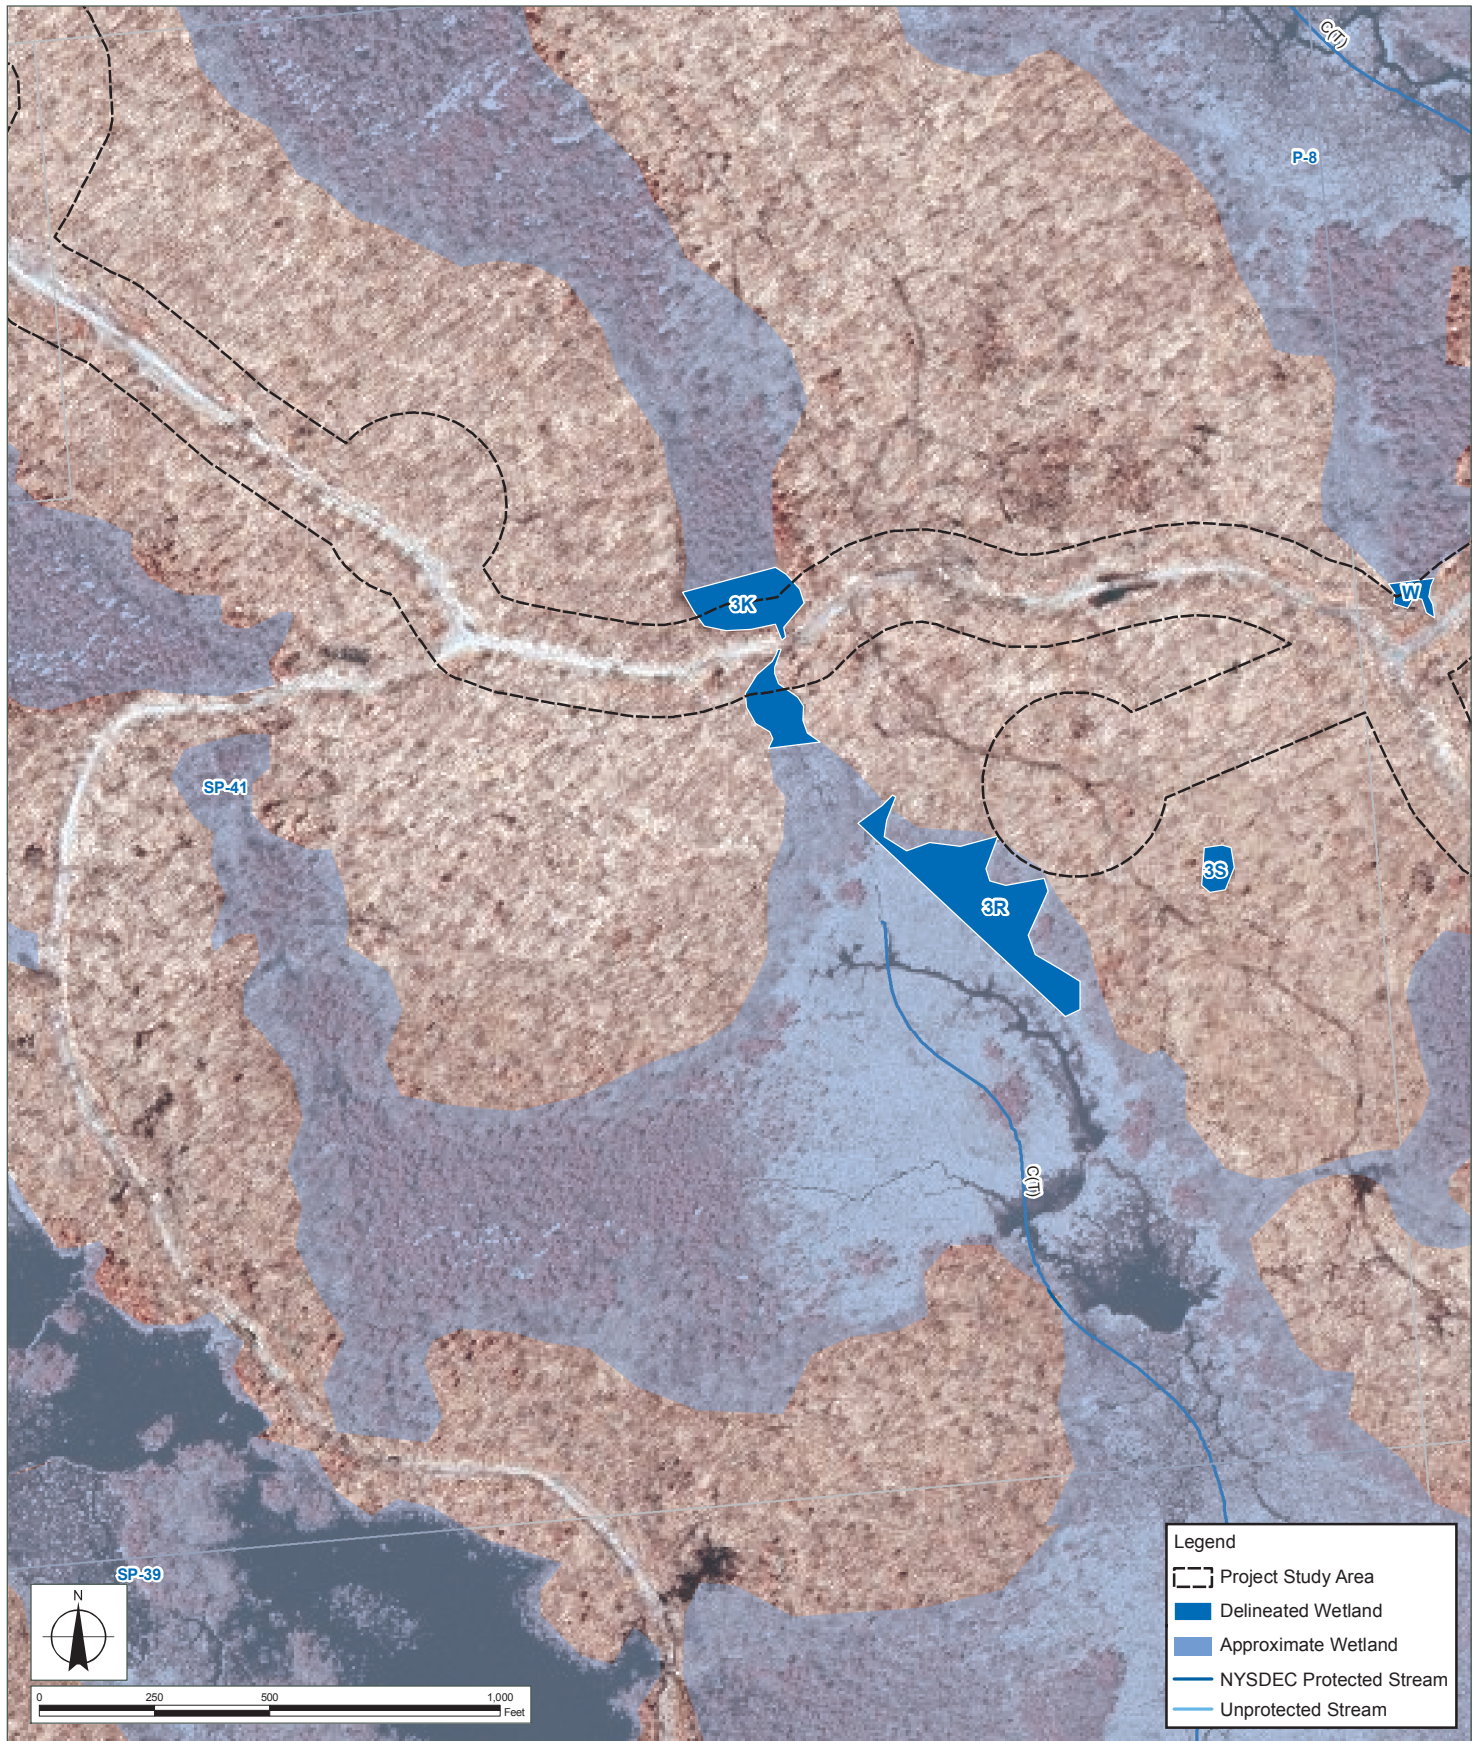 C(T)
P-8
3K
W
SP-41
3S
3R
C(T)
SP-39
N
0 250 500 1,000
Feet
Legend
Project Study Area
Delineated Wetland
Approximate Wetland
NYSDEC Protected Stream
Unprotected Stream